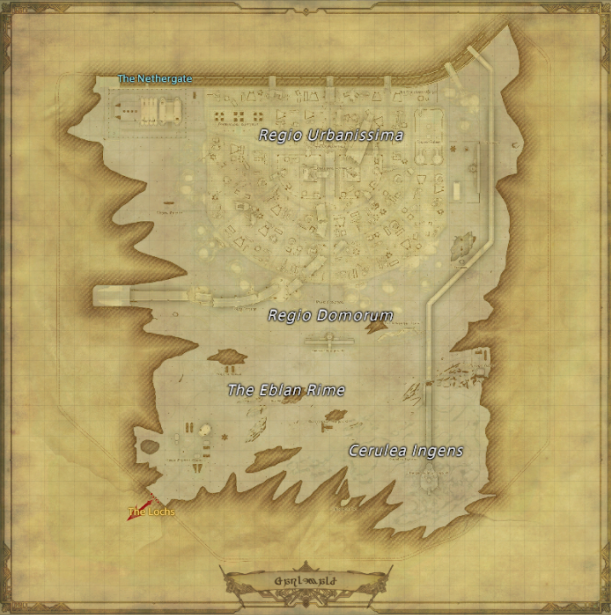 The Nethergate
Regio Urbanissima
Regio Domorum
The Eblan Rime
Cerulea Ingens
The Lochs